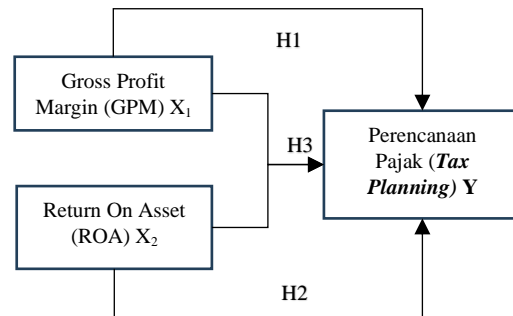 H1
Gross Profit
Margin (GPM) X₁
H3
Perencanaan
Pajak (Tax
Planning) Y
Return On Asset
(ROA) X₂
H2